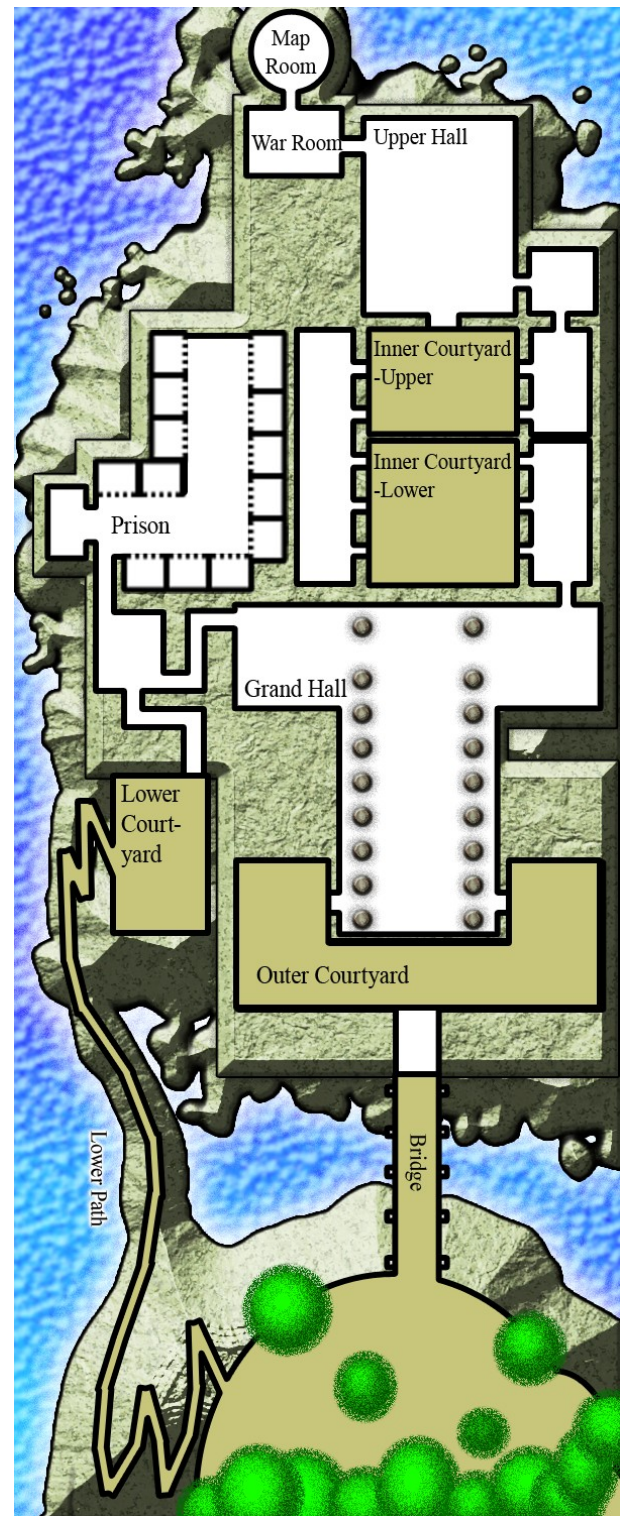 Map
Room
War Room
Upper Hall
Inner Courtyard
-Upper
Inner Courtyard
-Lower
Prison
Grand Hall
Lower
Court-
yard
Outer Courtyard
Bridge
Lower Path